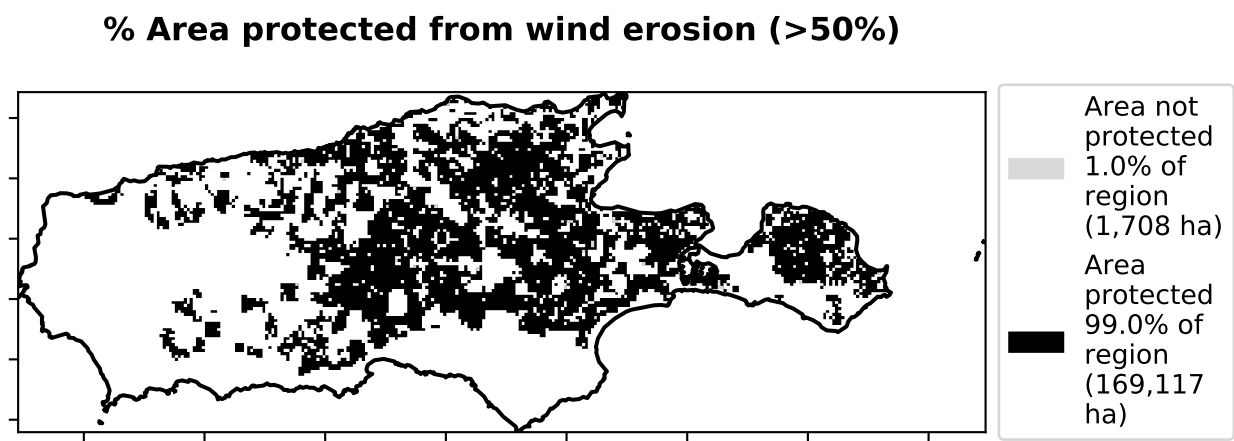 % Area protected from wind erosion (>50%)
Area not
protected
1.0% of
region
(1,708 ha)
Area
protected
99.0% of
region
(169,117
ha)